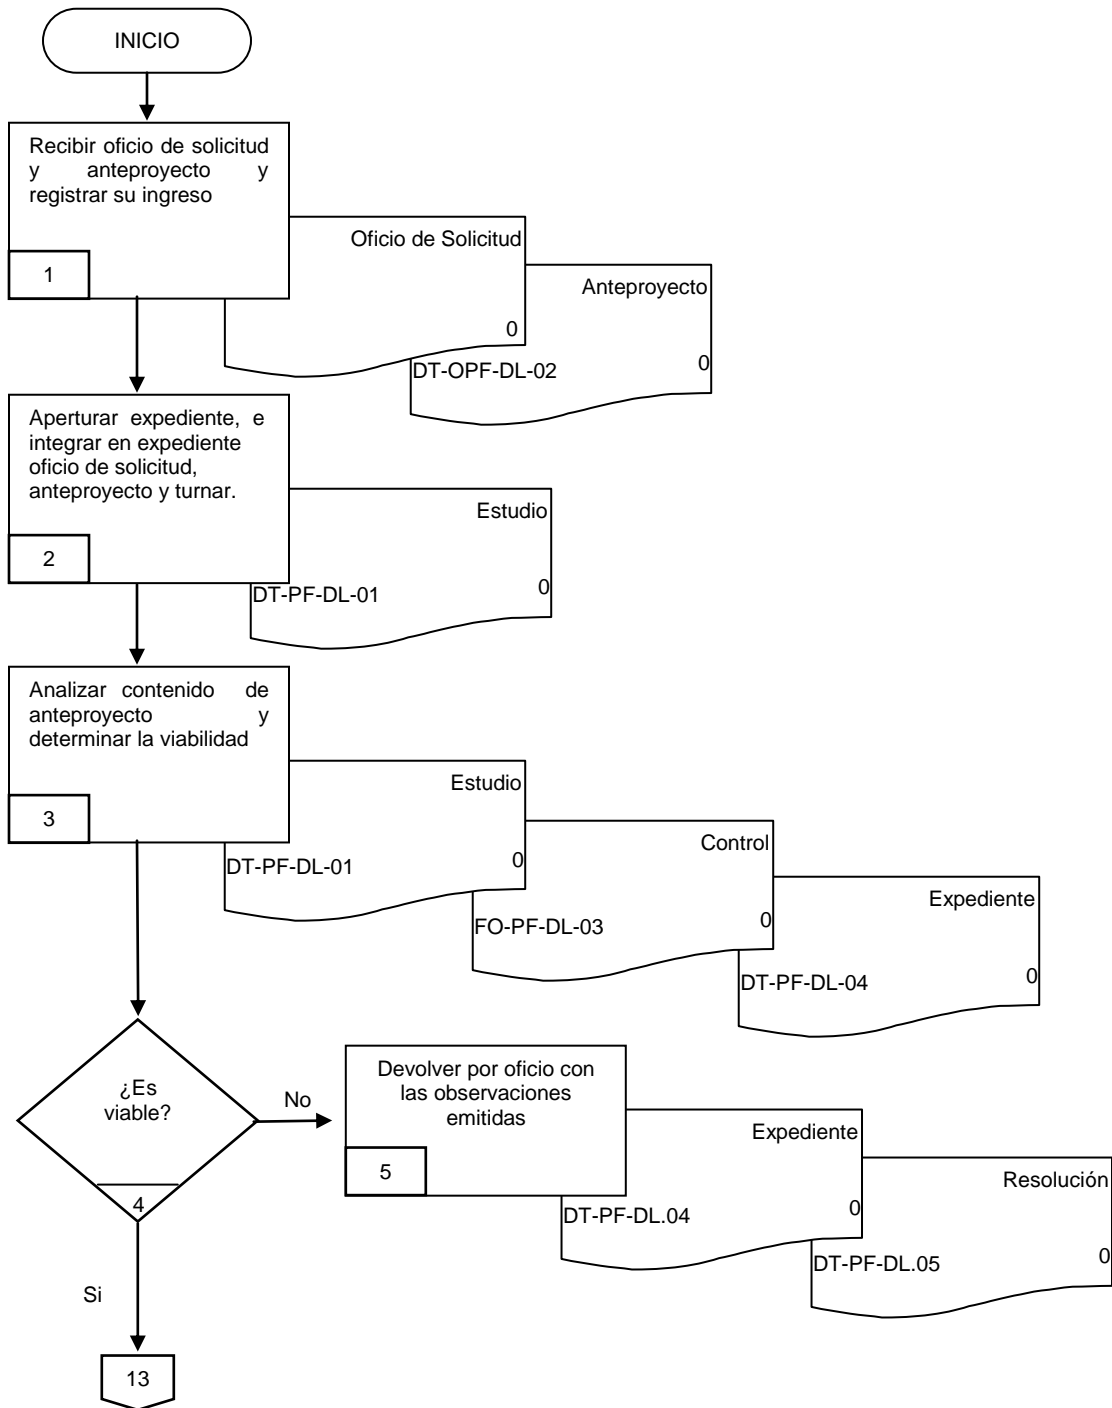 INICIO
Recibir oficio de solicitud
y anteproyecto y
registrar su ingreso
1
Oficio de Solicitud
0
Anteproyecto
0
DT-OPF-DL-02
Aperturar expediente, e
integrar en expediente
oficio de solicitud,
anteproyecto y turnar.
2
Estudio
0
DT-PF-DL-01
Analizar contenido de
anteproyecto y
determinar la viabilidad
3
Estudio
0
DT-PF-DL-01
Control
0
FO-PF-DL-03
Expediente
0
DT-PF-DL-04
¿Es
viable?
4
No
Devolver por oficio con
las observaciones
emitidas
5
Expediente
0
DT-PF-DL.04
Resolución
0
DT-PF-DL.05
Si
13